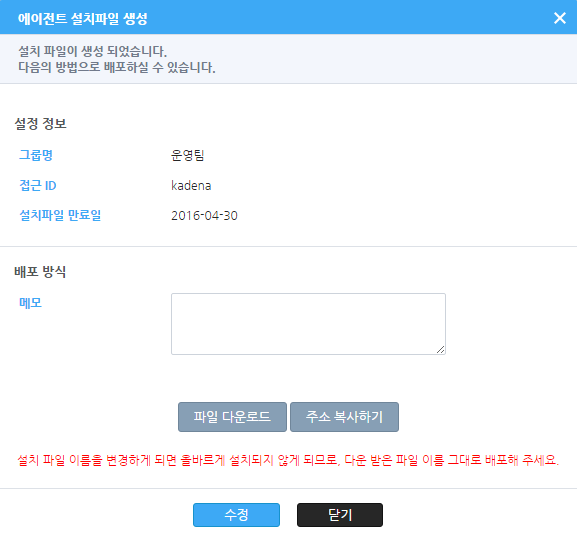 에이전트 설치파일 생성
설치 파일이 생성 되었습니다.
다음의 방법으로 배포하실 수 있습니다.
설정 정보
그룹명 운영팀
접근 ID kadena
설치파일 만료일 2016-04-30
배포 방식
메모
파일 다운로드 주소 복사하기
설치 파일 이름을 변경하게 되면 올바르게 설치되지 않게 되므로, 다운 받은 파일 이름 그대로 배포해 주세요.
수정 닫기